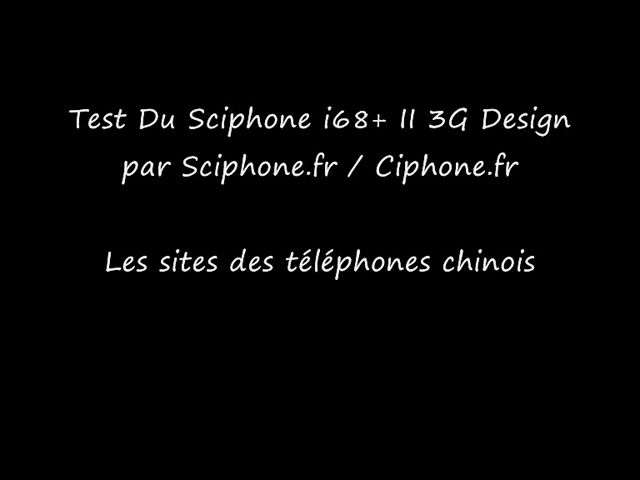 Test Du Sciphone i68+ II 3G Design
par Sciphone.fr / Ciphone.fr
Les sites des téléphones chinois